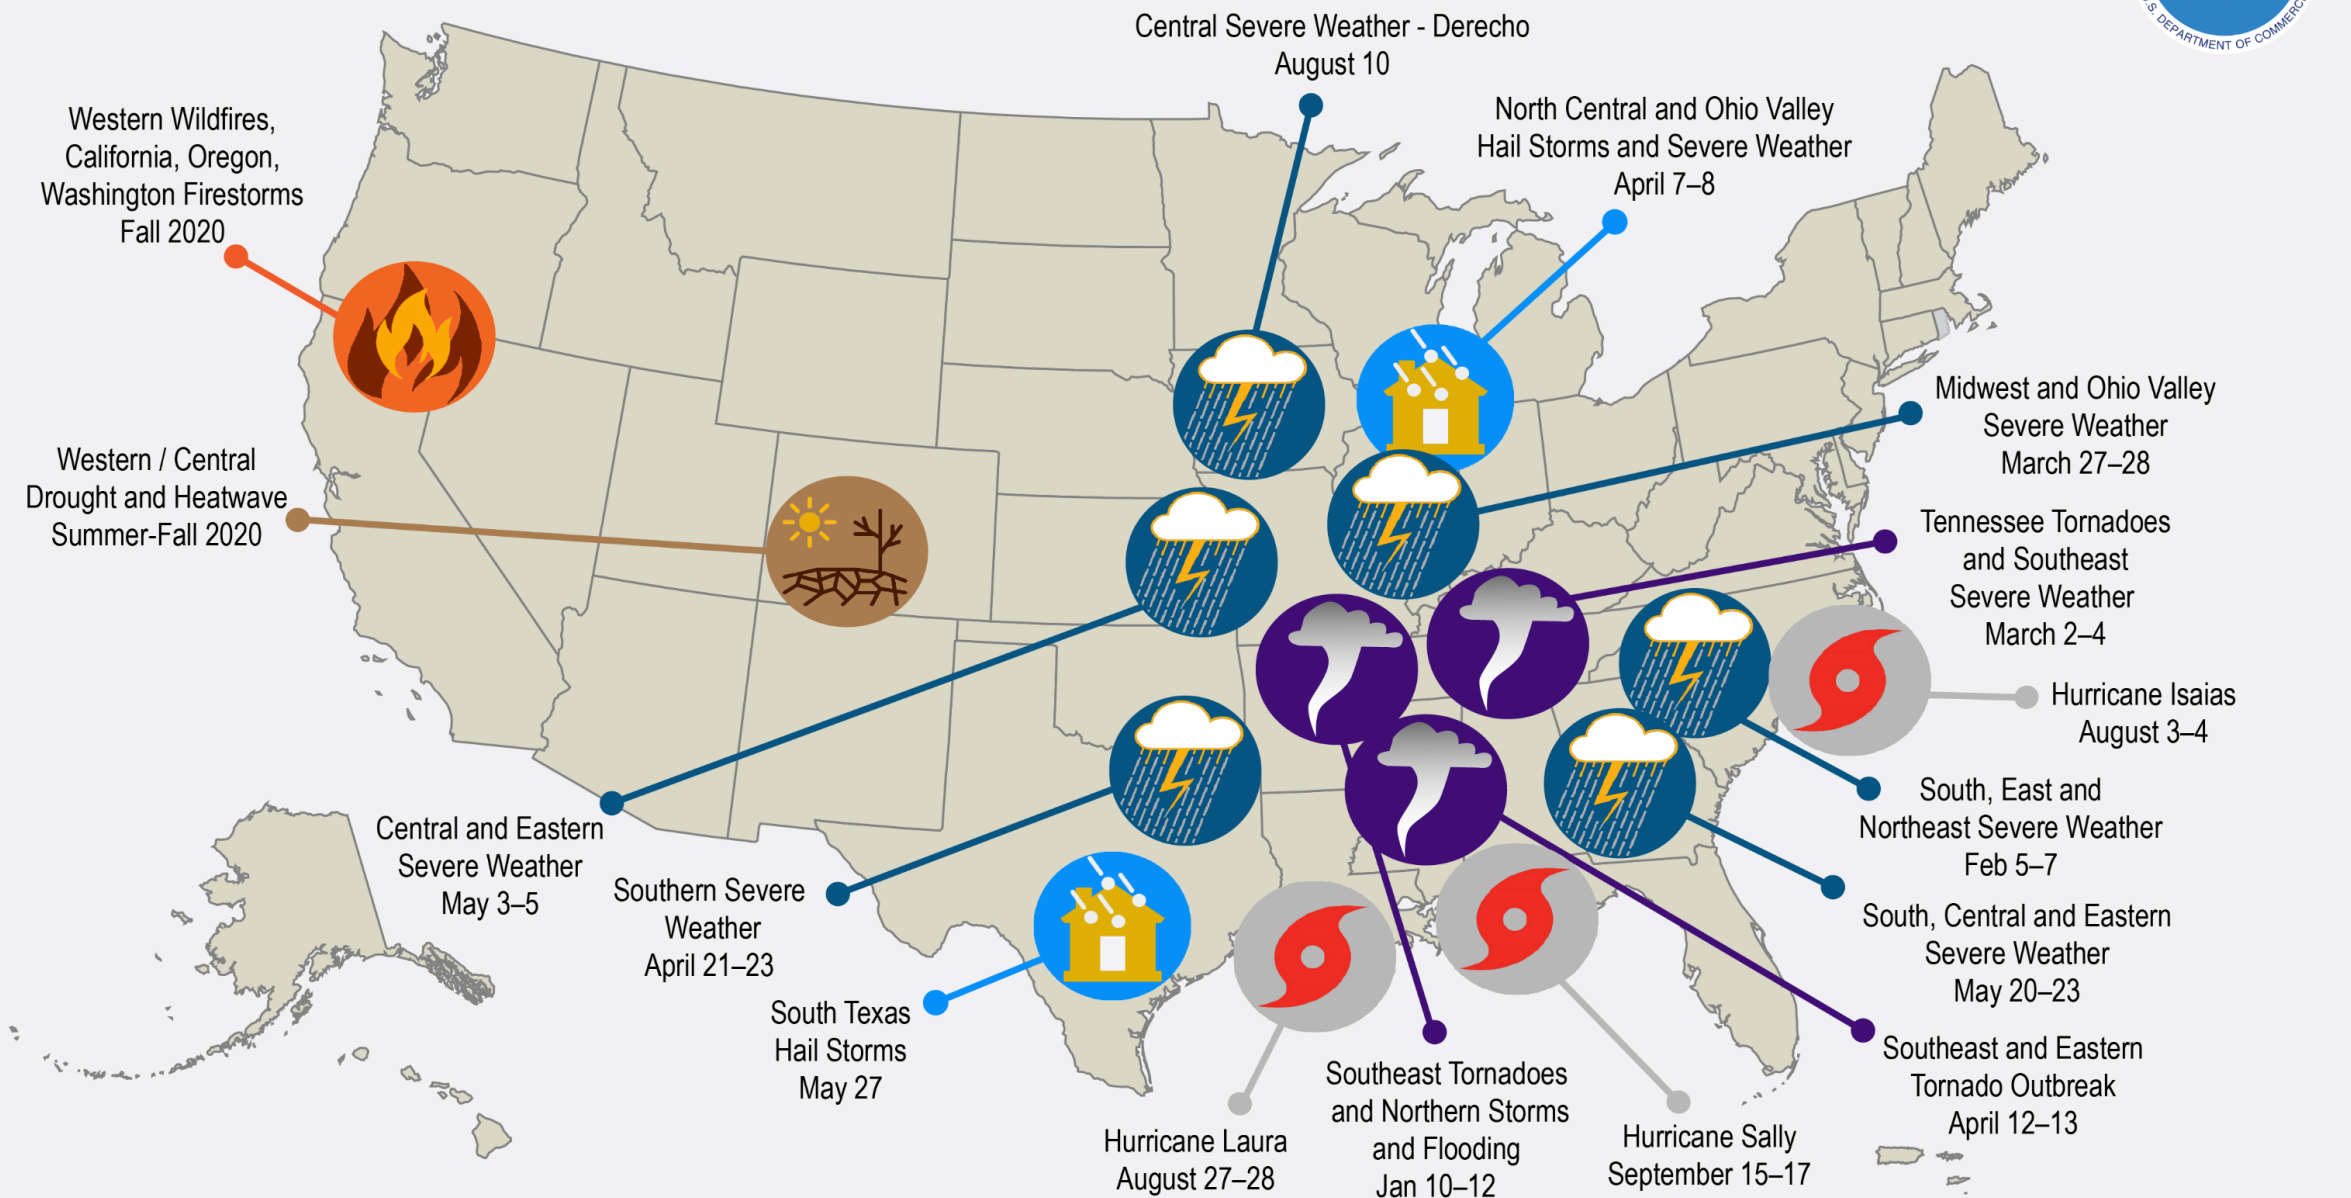 U.S. DEPARTMENT OF COMMERC
Central Severe Weather - Derecho
August 10
North Central and Ohio Valley
Hail Storms and Severe Weather
April 7–8
Western Wildfires,
California, Oregon,
Washington Firestorms
Fall 2020
Western / Central
Drought and Heatwave
Summer-Fall 2020
Midwest and Ohio Valley
Severe Weather
March 27–28
Tennessee Tornadoes
and Southeast
Severe Weather
March 2–4
Hurricane Isaias
August 3–4
South, East and
Northeast Severe Weather
Feb 5–7
South, Central and Eastern
Severe Weather
May 20–23
Southeast and Eastern
Tornado Outbreak
April 12–13
Central and Eastern
Severe Weather
May 3–5
Southern Severe
Weather
April 21–23
South Texas
Hail Storms
May 27
Hurricane Laura
August 27–28
Southeast Tornadoes
and Northern Storms
and Flooding
Jan 10–12
Hurricane Sally
September 15–17